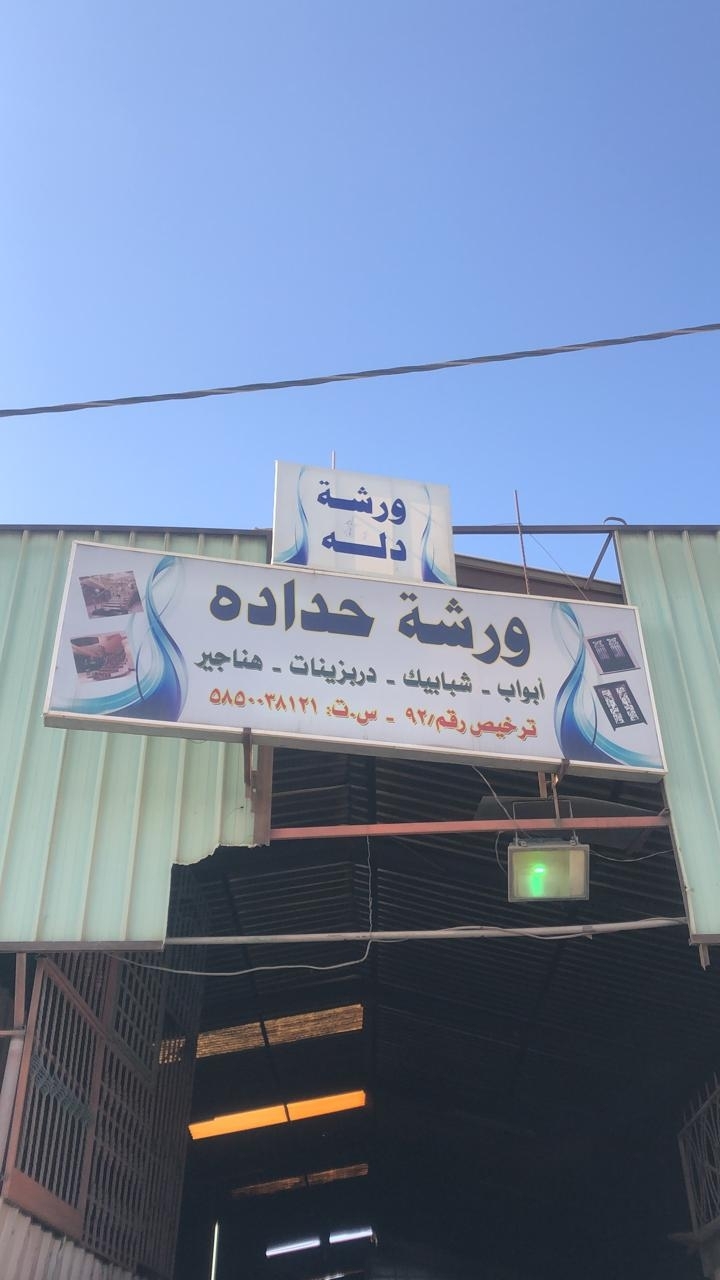 ورشة
دله
ورشة حداده
أبواب - شبابيك - دربزينات - هناجير
ترخيص رقم/٩٢ - س.ت: ٥٨٥٠٠٣٨١٢١